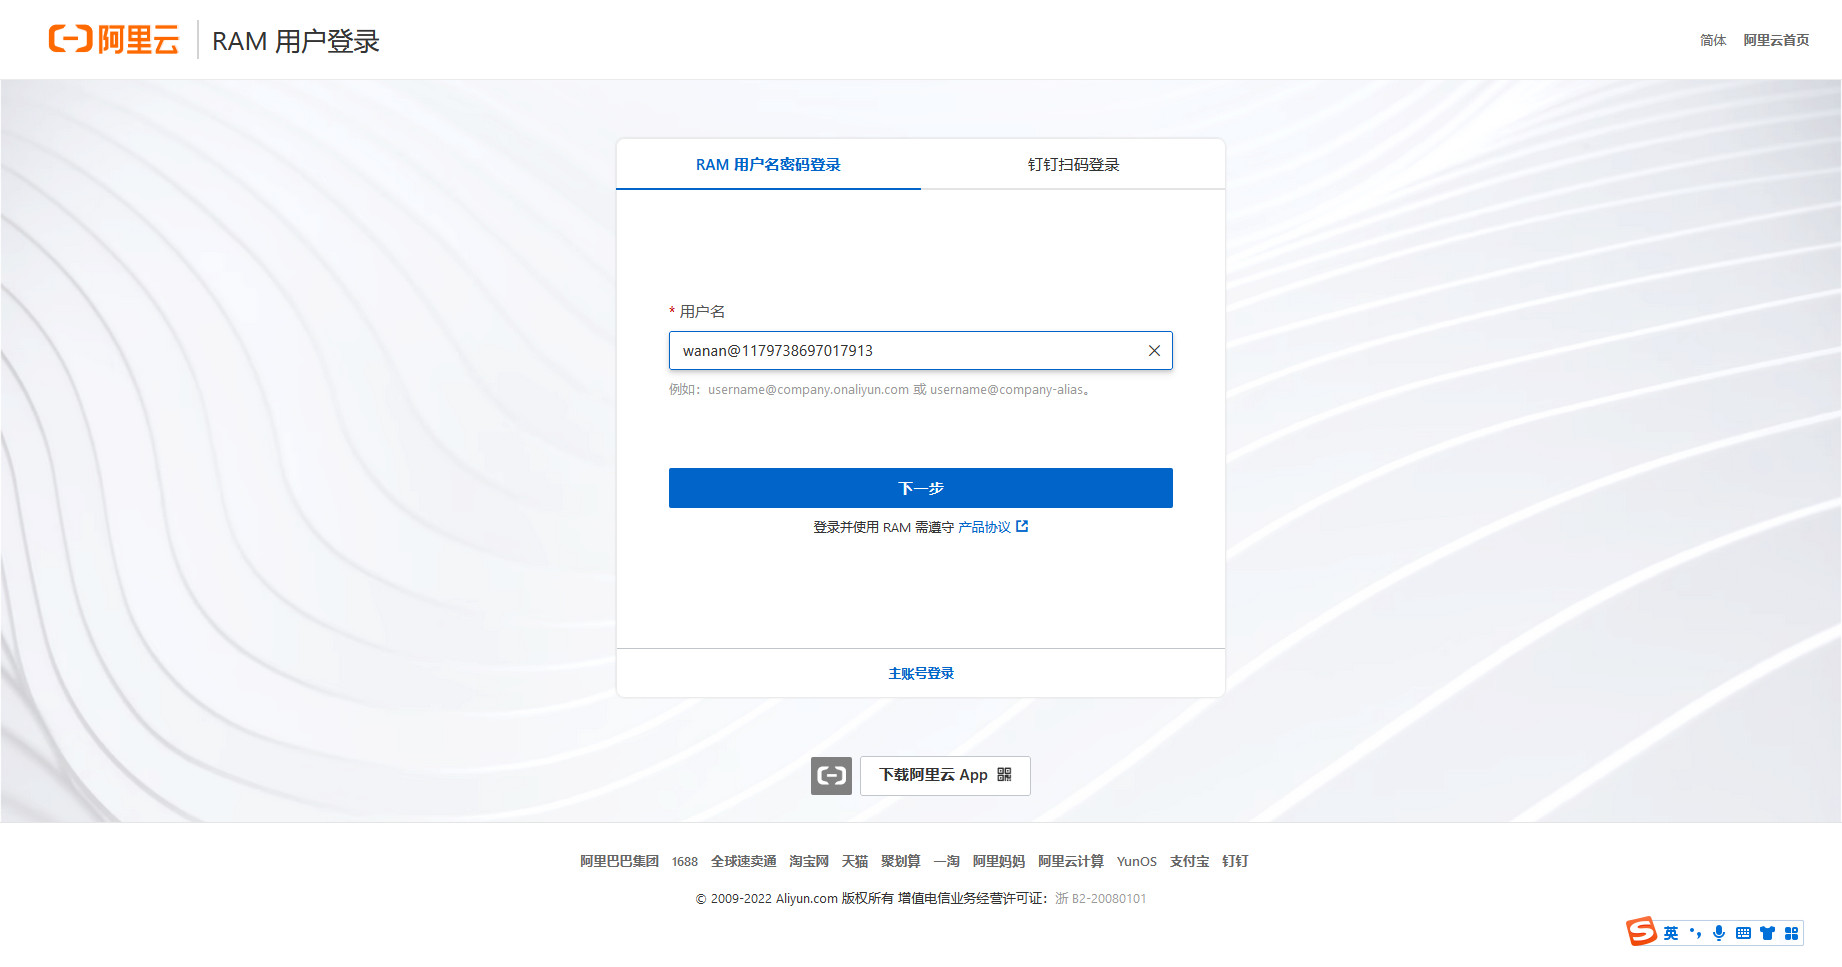 阿里云 RAM 用户登录
简体 阿里云首页
RAM 用户名密码登录 钉钉扫码登录
* 用户名
wanan@1179738697017913
例如：username@company.onaliyun.com 或 username@company-alias。
下一步
登录并使用 RAM 需遵守 产品协议
主账号登录
下载阿里云 App
阿里巴巴集团 1688 全球速卖通 淘宝网 天猫 聚划算 一淘 阿里妈妈 阿里云计算 YunOS 支付宝 钉钉
© 2009-2022 Aliyun.com 版权所有 增值电信业务经营许可证：浙 B2-20080101
S 英